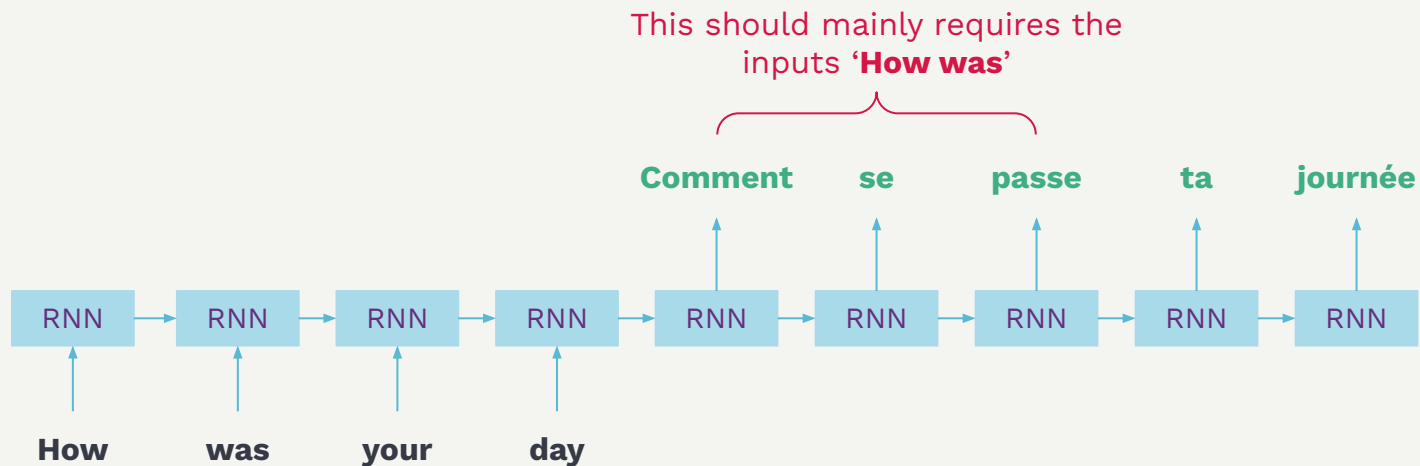 This should mainly requires the
inputs ‘How was’
Comment se passe ta journée
RNN RNN RNN RNN RNN RNN RNN RNN RNN
How was your day